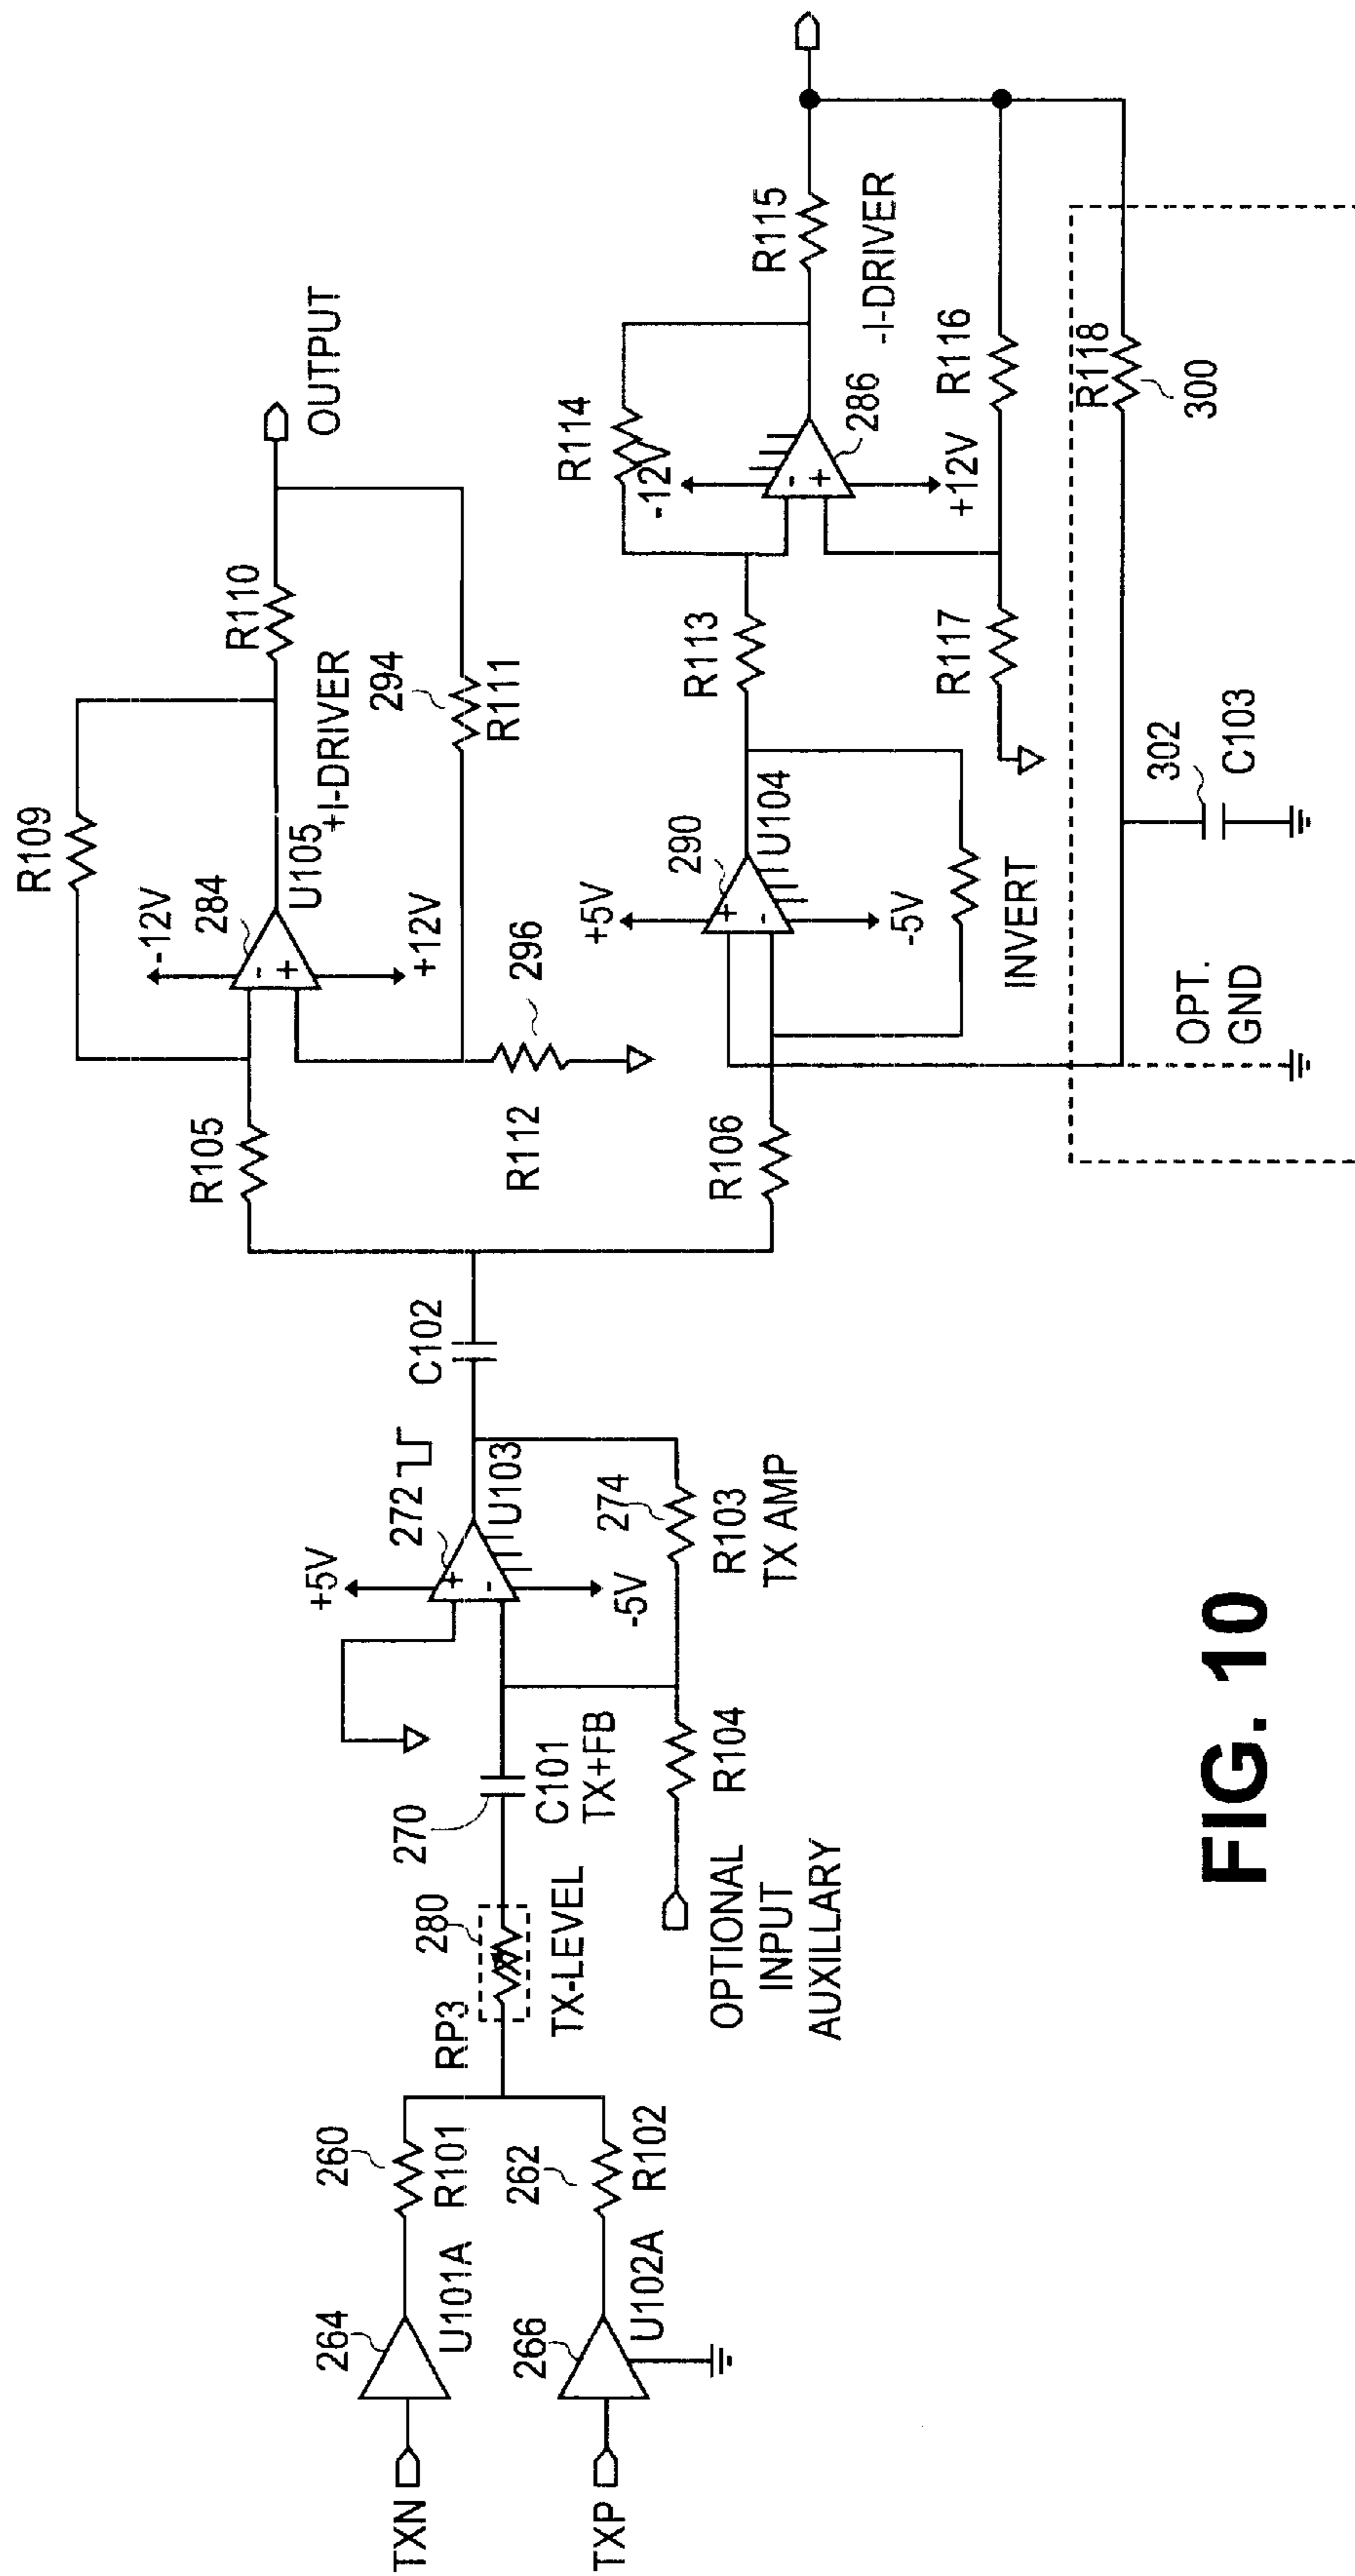 TXN
264
U101A
260
R101
TXP
266
U102A
262
R102
RP3
280
TX-LEVEL
270
C101
TX+FB
OPTIONAL
INPUT
AUXILLARY
R104
+5V
272
+
-
U103
-5V
274
R103
TX AMP
C102
R105
R109
-12V
284
-
+
U105
+I-DRIVER
+12V
R110
OUTPUT
294
R111
296
R112
R106
+5V
290
+
-
U104
-5V
INVERT
R113
R114
-12V
-
+
286
-I-DRIVER
+12V
R115
R116
R117
R118
300
302
C103
OPT.
GND
FIG. 10